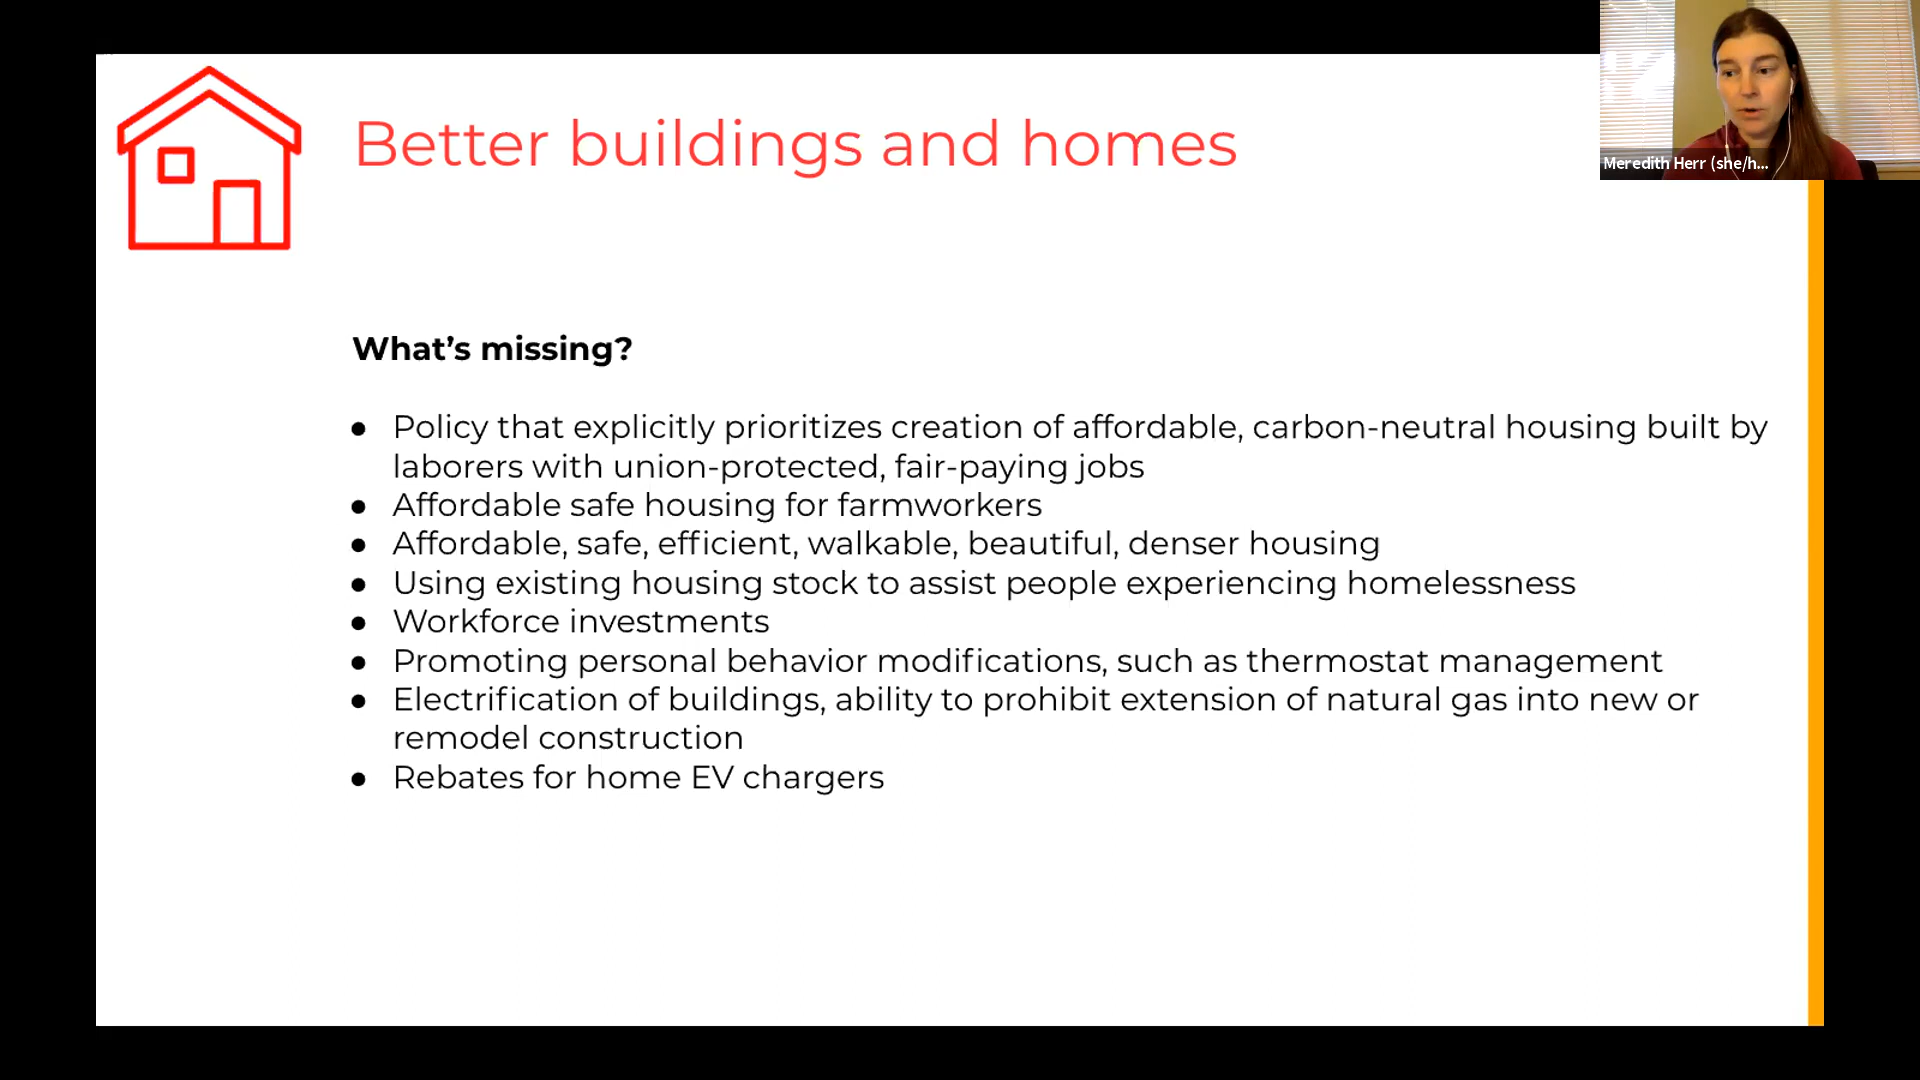 Better buildings and homes
Meredith Herr (she/h...
What’s missing?
● Policy that explicitly prioritizes creation of affordable, carbon-neutral housing built by
laborers with union-protected, fair-paying jobs
● Affordable safe housing for farmworkers
● Affordable, safe, efficient, walkable, beautiful, denser housing
● Using existing housing stock to assist people experiencing homelessness
● Workforce investments
● Promoting personal behavior modifications, such as thermostat management
● Electrification of buildings, ability to prohibit extension of natural gas into new or
remodel construction
● Rebates for home EV chargers